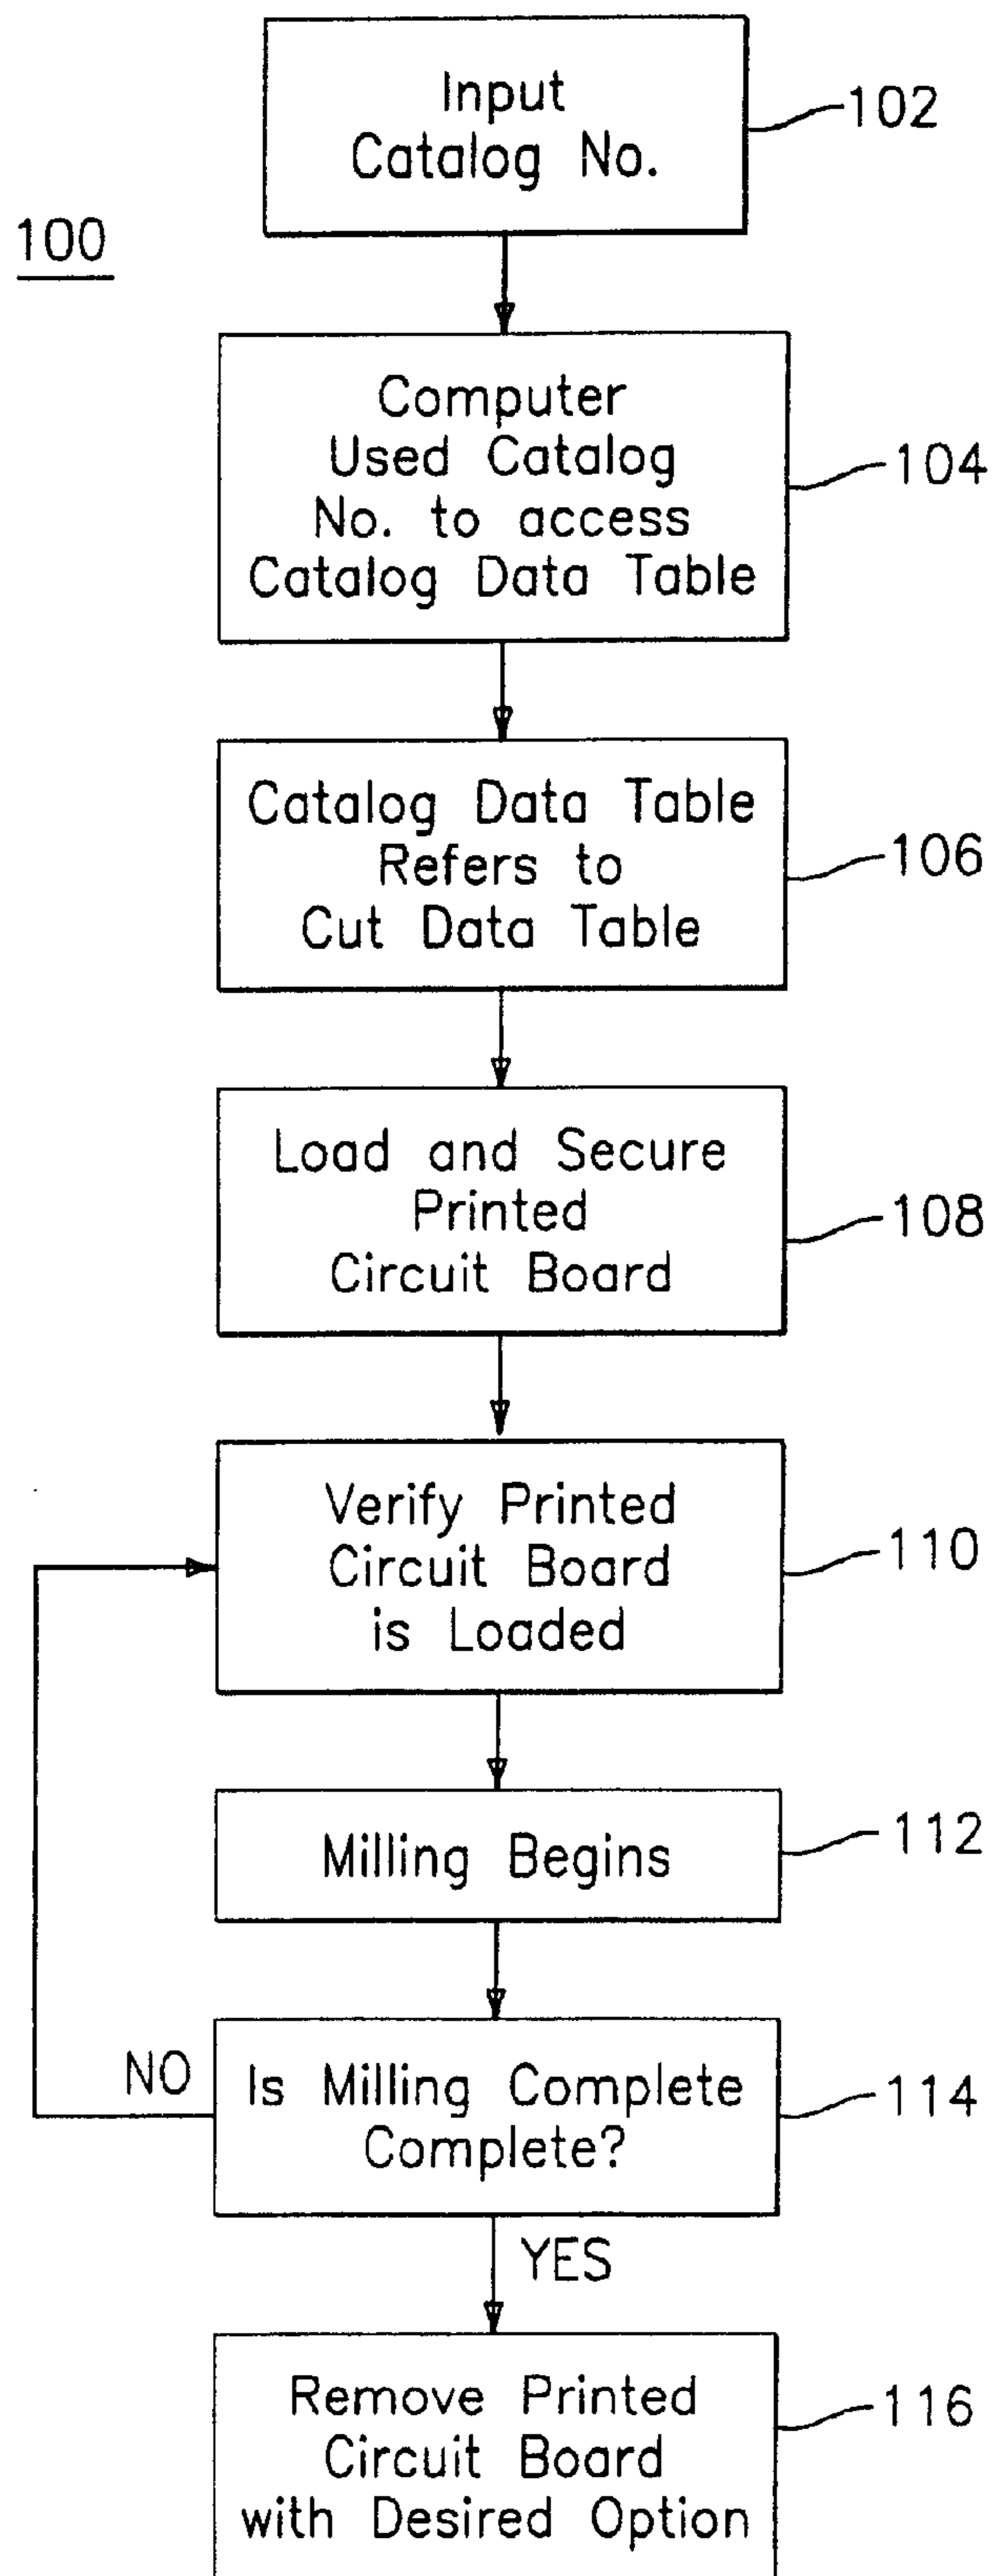 Input
Catalog No.
102
100
Computer
Used Catalog
No. to access
Catalog Data Table
104
Catalog Data Table
Refers to
Cut Data Table
106
Load and Secure
Printed
Circuit Board
108
Verify Printed
Circuit Board
is Loaded
110
Milling Begins
112
NO
Is Milling Complete
Complete?
114
YES
Remove Printed
Circuit Board
with Desired Option
116